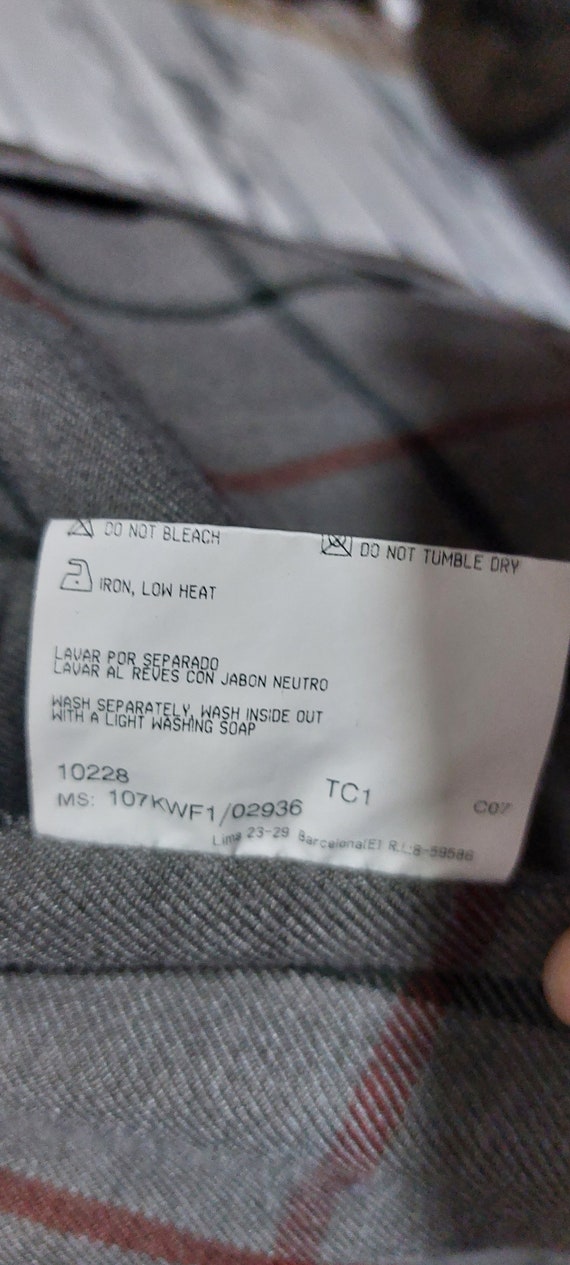 DO NOT BLEACH
DO NOT TUMBLE DRY
IRON, LOW HEAT
LAVAR POR SEPARADO
LAVAR AL REVES CON JABON NEUTRO
WASH SEPARATELY, WASH INSIDE OUT
WITH A LIGHT WASHING SOAP
10228
TC1
MS: 107KWF1/02936
Lima 23-29 Barcelona(E)